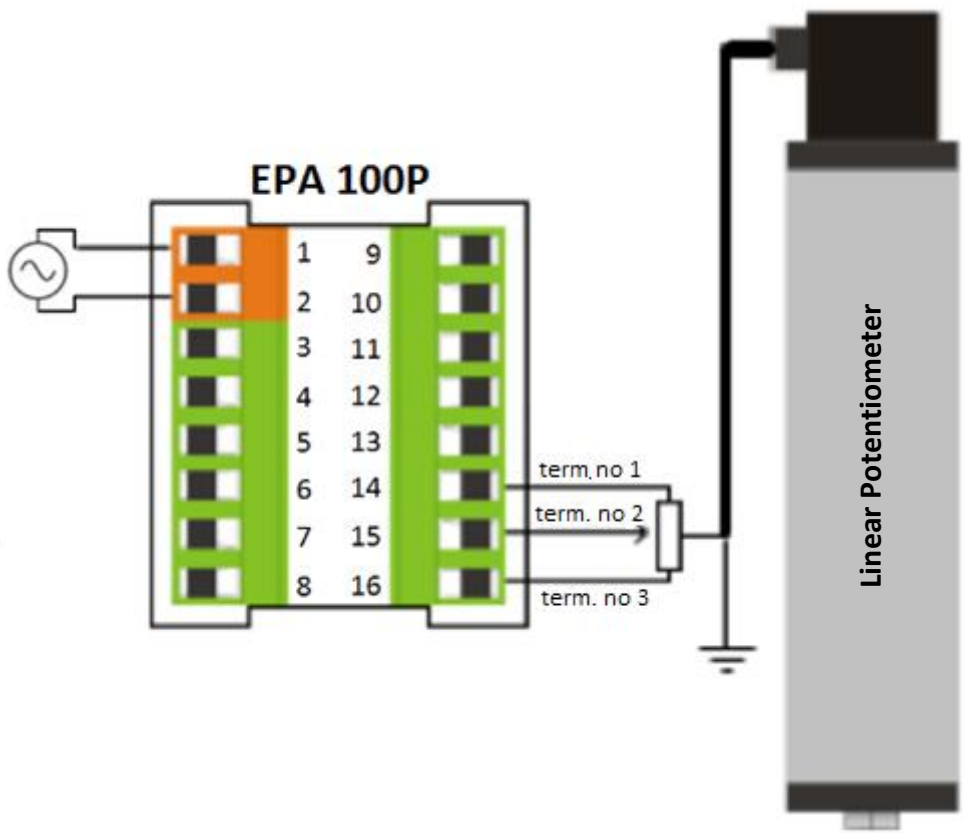 EPA 100P
1 9
2 10
3 11
4 12
5 13
6 14
7 15
8 16
term. no 1
term. no 2
term. no 3
Linear Potentiometer